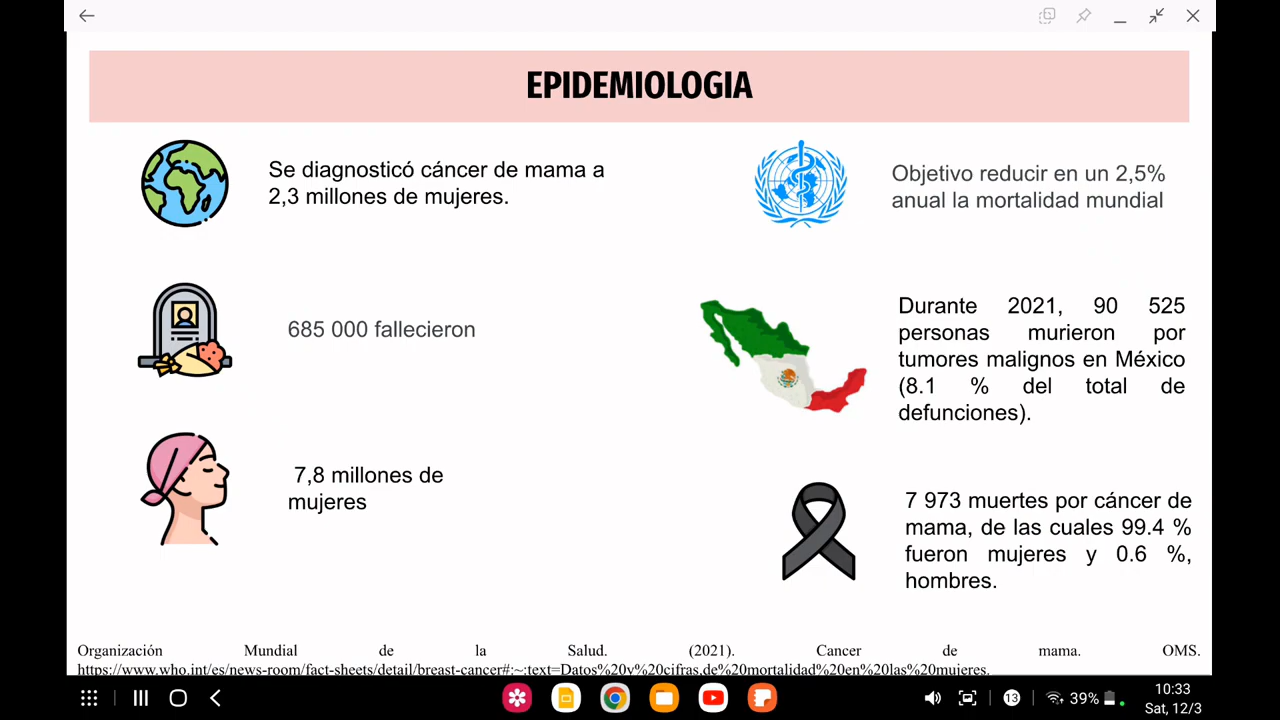 EPIDEMIOLOGIA
Se diagnosticó cáncer de mama a
2,3 millones de mujeres.
685 000 fallecieron
7,8 millones de
mujeres
Objetivo reducir en un 2,5%
anual la mortalidad mundial
Durante 2021, 90 525
personas murieron por
tumores malignos en México
(8.1 % del total de
defunciones).
7 973 muertes por cáncer de
mama, de las cuales 99.4 %
fueron mujeres y 0.6 %,
hombres.
Organización Mundial de la Salud. (2021). Cancer de mama. OMS.
https://www.who.int/es/news-room/fact-sheets/detail/breast-cancer#:~:text=Datos%20y%20cifras,de%20mortalidad%20en%20las%20mujeres.
13
39%
10:33
Sat, 12/3